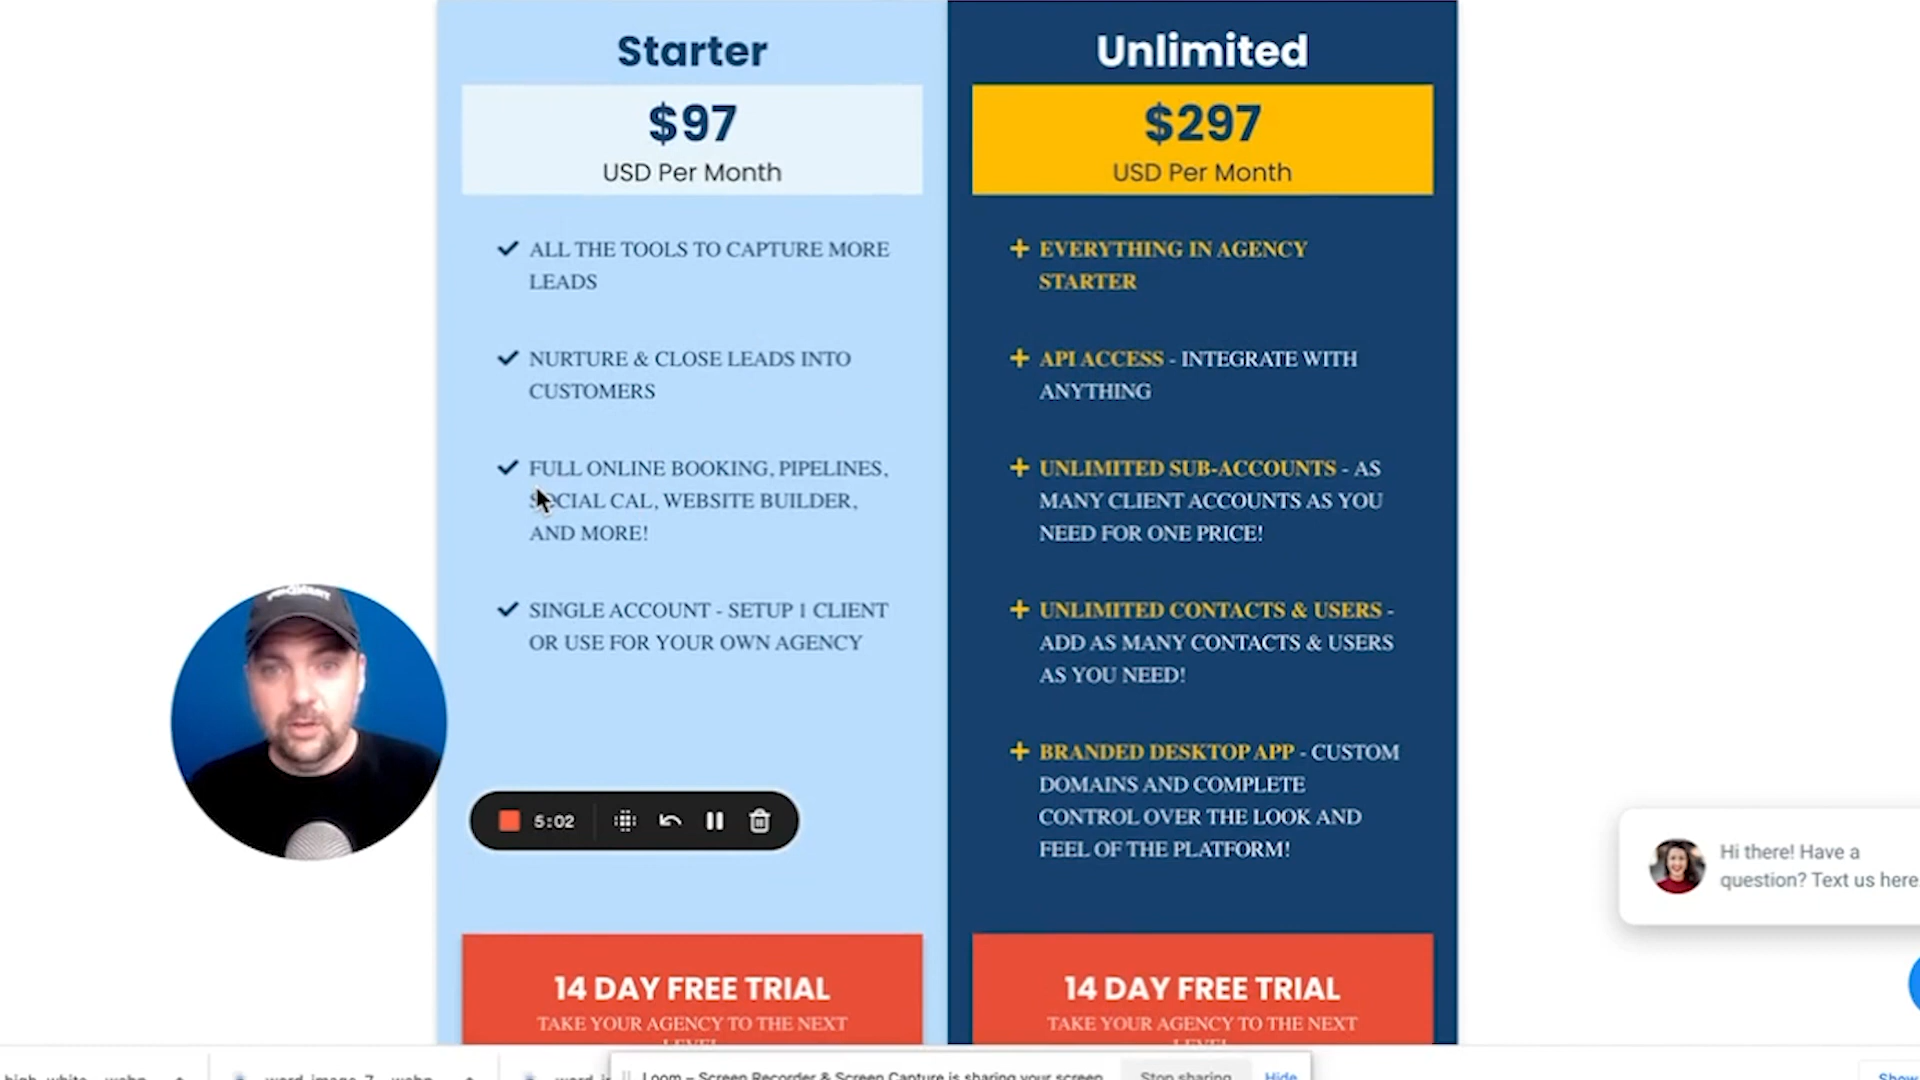 Starter
$97
USD Per Month
ALL THE TOOLS TO CAPTURE MORE
LEADS
NURTURE & CLOSE LEADS INTO
CUSTOMERS
FULL ONLINE BOOKING, PIPELINES,
SOCIAL CAL, WEBSITE BUILDER,
AND MORE!
SINGLE ACCOUNT - SETUP 1 CLIENT
OR USE FOR YOUR OWN AGENCY
5:02
14 DAY FREE TRIAL
TAKE YOUR AGENCY TO THE NEXT
LEVEL
Unlimited
$297
USD Per Month
EVERYTHING IN AGENCY
STARTER
API ACCESS - INTEGRATE WITH
ANYTHING
UNLIMITED SUB-ACCOUNTS - AS
MANY CLIENT ACCOUNTS AS YOU
NEED FOR ONE PRICE!
UNLIMITED CONTACTS & USERS -
ADD AS MANY CONTACTS & USERS
AS YOU NEED!
BRANDED DESKTOP APP - CUSTOM
DOMAINS AND COMPLETE
CONTROL OVER THE LOOK AND
FEEL OF THE PLATFORM!
14 DAY FREE TRIAL
TAKE YOUR AGENCY TO THE NEXT
LEVEL
Hi there! Have a
question? Text us here
Loom – Screen Recorder & Screen Capture is sharing your screen.
Stop sharing
Hide
Show